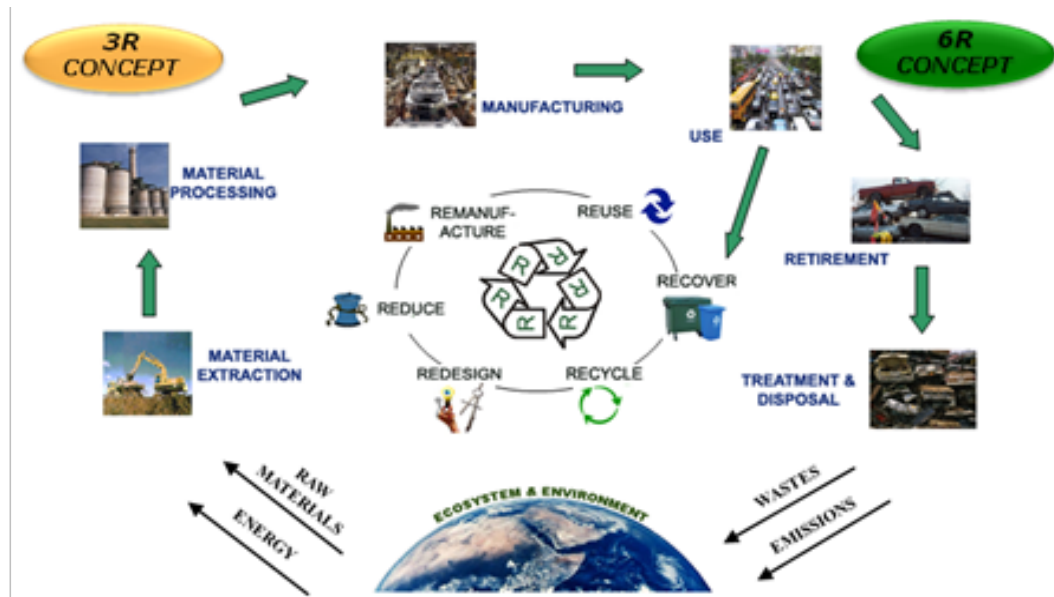 3R
CONCEPT
6R
CONCEPT
MANUFACTURING
USE
MATERIAL
PROCESSING
REMANUF-
ACTURE
REUSE
RETIREMENT
RECOVER
REDUCE
R
R
R
R
R
R
MATERIAL
EXTRACTION
REDESIGN
RECYCLE
TREATMENT &
DISPOSAL
RAW
MATERIALS
ENERGY
ECOSYSTEM & ENVIRONMENT
WASTES
EMISSIONS